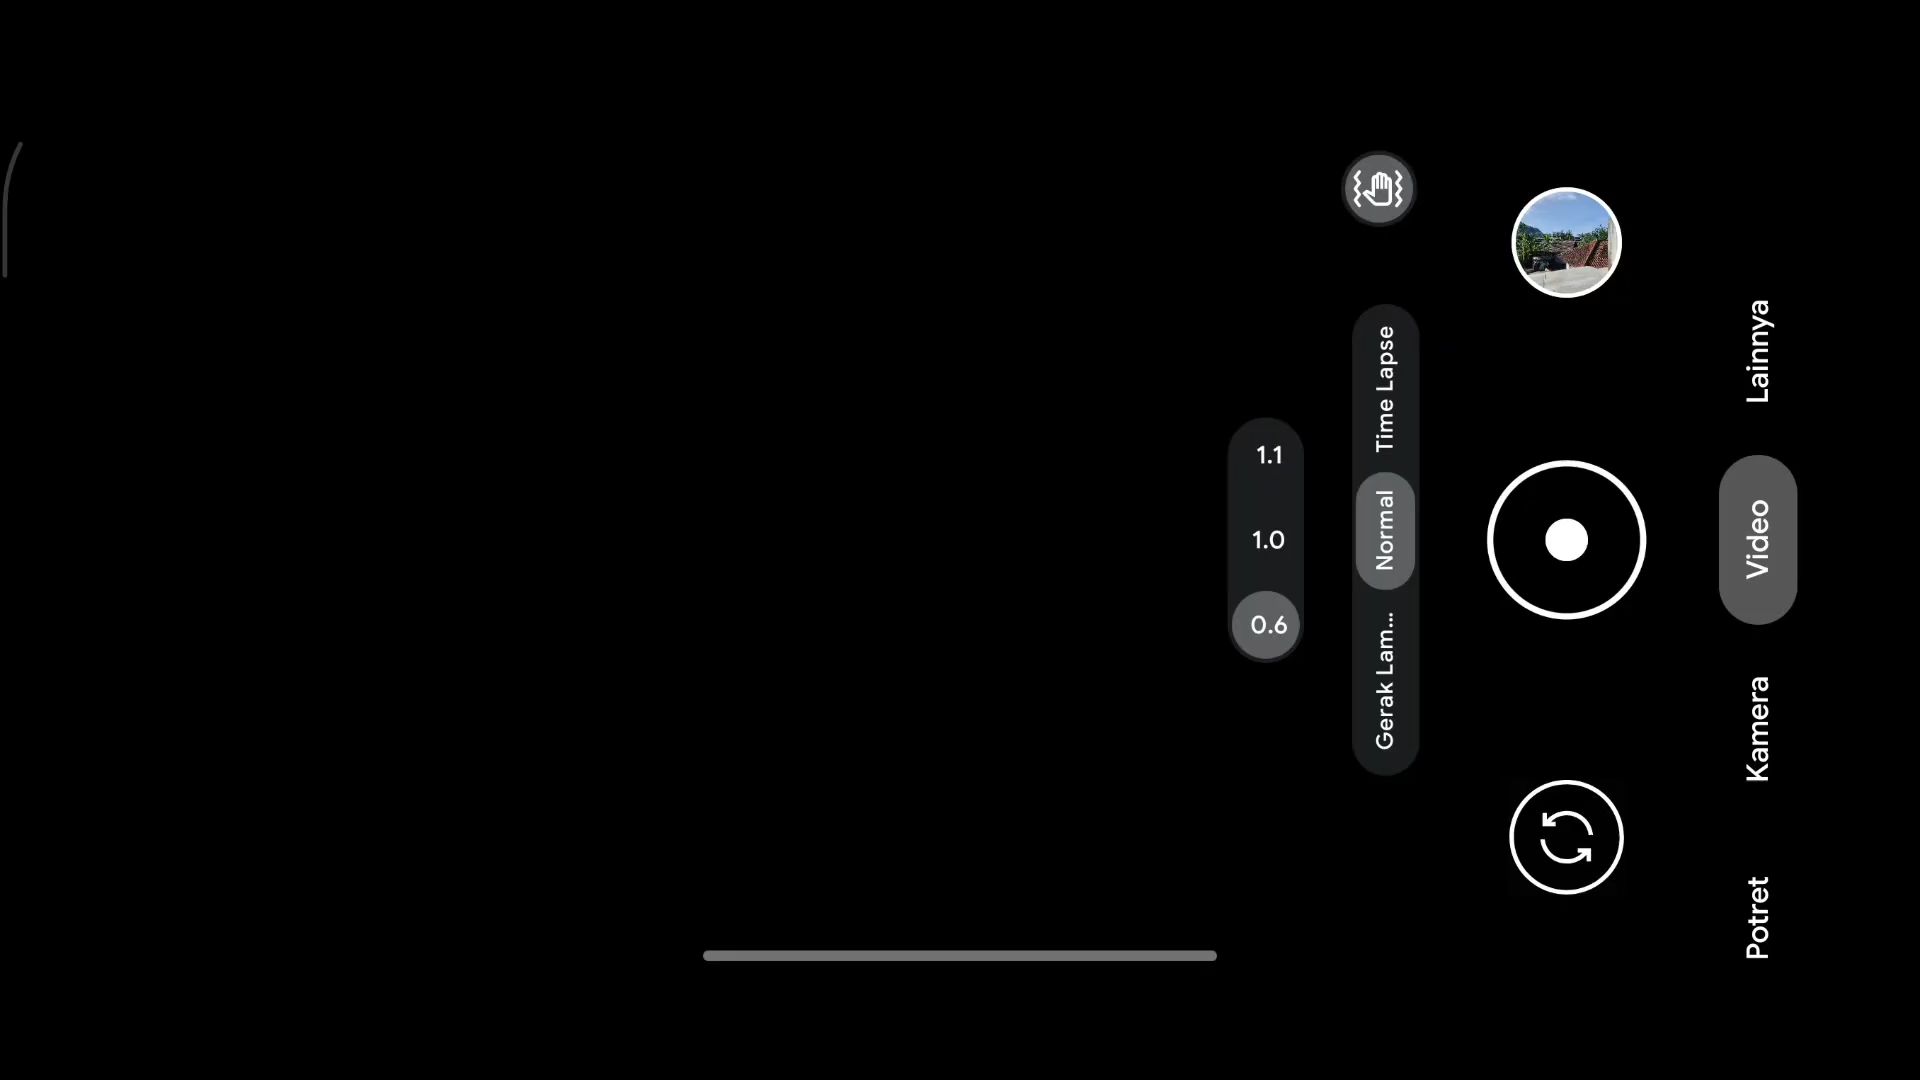 1.1
1.0
0.6
Time Lapse
Normal
Gerak Lam...
Lainnya
Video
Kamera
Potret